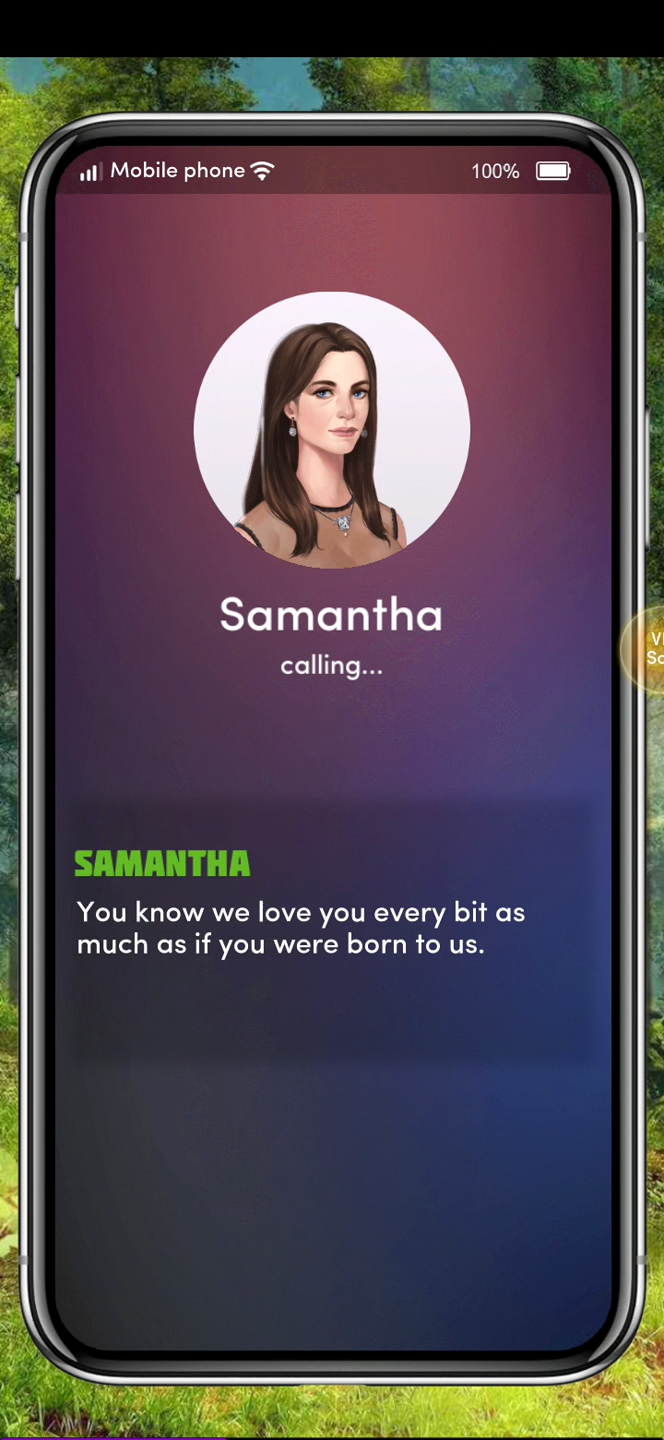 Mobile phone
100%
Samantha
calling...
SAMANTHA
You know we love you every bit as
much as if you were born to us.